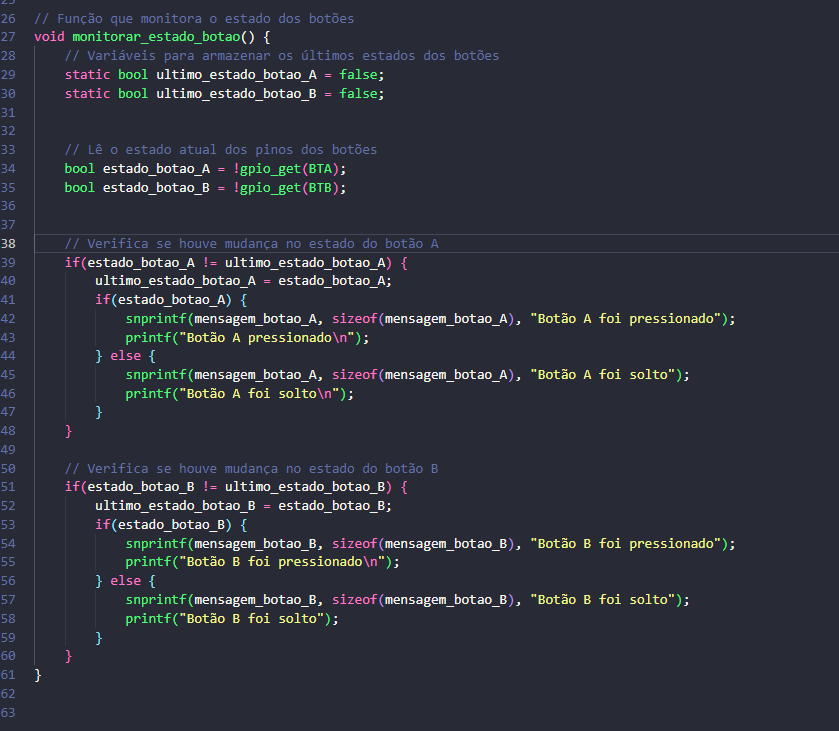 25
26 // Função que monitora o estado dos botões
27 void monitorar_estado_botao() {
28 // Variáveis para armazenar os últimos estados dos botões
29 static bool ultimo_estado_botao_A = false;
30 static bool ultimo_estado_botao_B = false;
31
32
33 // Lê o estado atual dos pinos dos botões
34 bool estado_botao_A = !gpio_get(BTA);
35 bool estado_botao_B = !gpio_get(BTB);
36
37
38 // Verifica se houve mudança no estado do botão A
39 if(estado_botao_A != ultimo_estado_botao_A) {
40 ultimo_estado_botao_A = estado_botao_A;
41 if(estado_botao_A) {
42 snprintf(mensagem_botao_A, sizeof(mensagem_botao_A), "Botão A foi pressionado");
43 printf("Botão A pressionado\n");
44 } else {
45 snprintf(mensagem_botao_A, sizeof(mensagem_botao_A), "Botão A foi solto");
46 printf("Botão A foi solto\n");
47 }
48 }
49
50 // Verifica se houve mudança no estado do botão B
51 if(estado_botao_B != ultimo_estado_botao_B) {
52 ultimo_estado_botao_B = estado_botao_B;
53 if(estado_botao_B) {
54 snprintf(mensagem_botao_B, sizeof(mensagem_botao_B), "Botão B foi pressionado");
55 printf("Botão B foi pressionado\n");
56 } else {
57 snprintf(mensagem_botao_B, sizeof(mensagem_botao_B), "Botão B foi solto");
58 printf("Botão B foi solto");
59 }
60 }
61 }
62
63